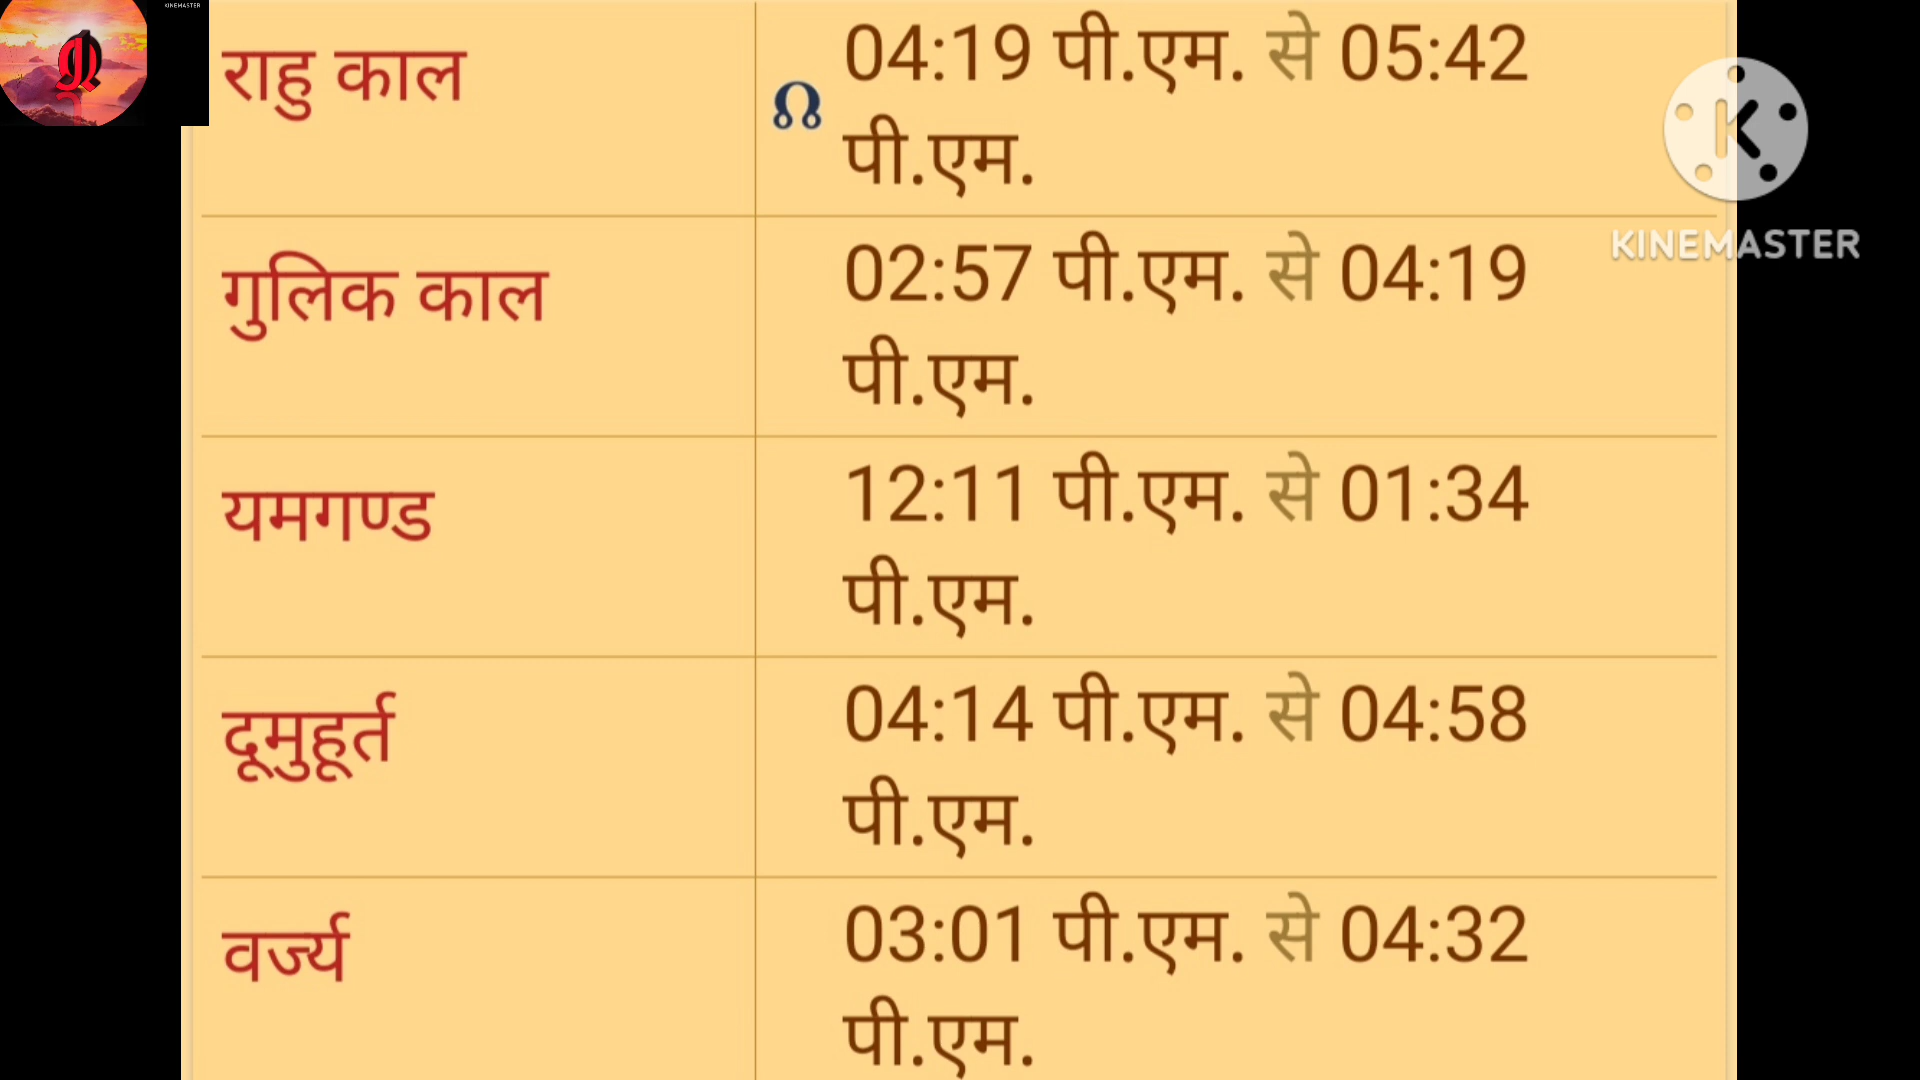 KINEMASTER
राहु काल
04:19 पी.एम. से 05:42
पी.एम.
KINEMASTER
गुलिक काल
02:57 पी.एम. से 04:19
पी.एम.
यमगण्ड
12:11 पी.एम. से 01:34
पी.एम.
दूमुहूर्त
04:14 पी.एम. से 04:58
पी.एम.
वर्ज्य
03:01 पी.एम. से 04:32
पी.एम.